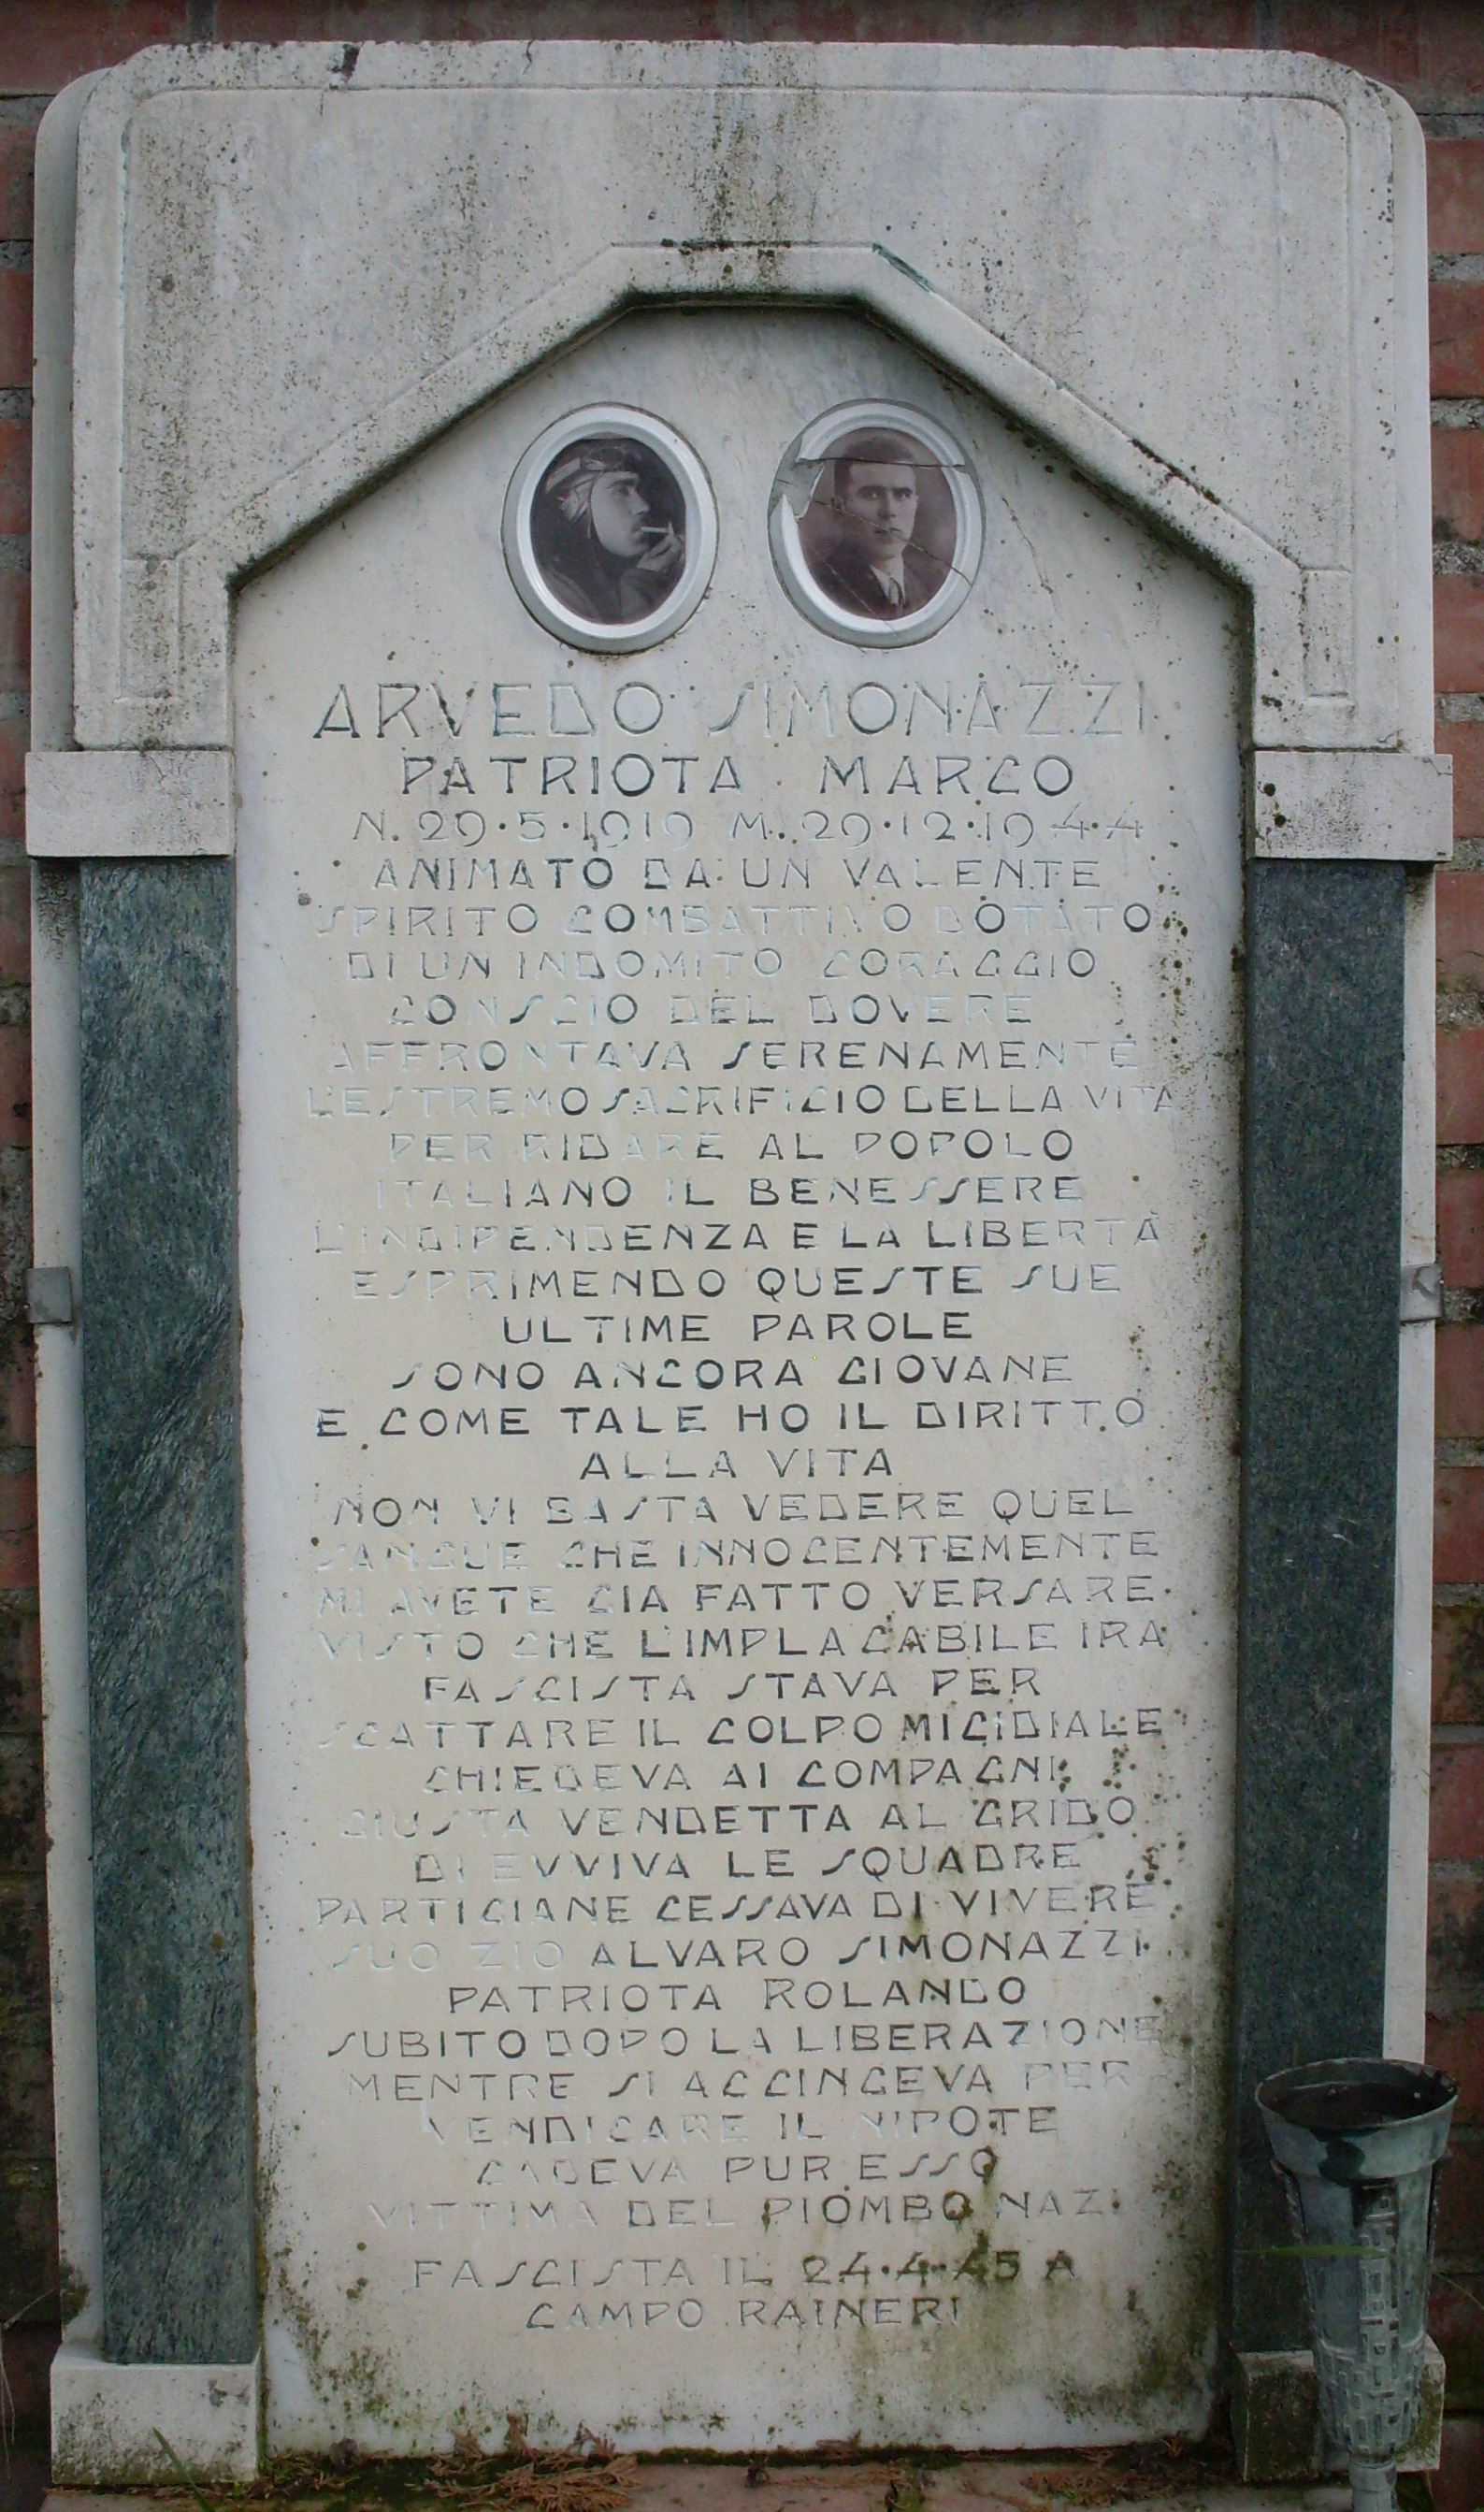 ARVEDO SIMONAZZI
PATRIOTA MARCO
N. 29·5·1919 M. 29·12·1944
ANIMATO DA UN VALENTE
SPIRITO COMBATTIVO DOTATO
DI UN INDOMITO CORAGGIO
CONSCIO DEL DOVERE
AFFRONTAVA SERENAMENTE
L'ESTREMO SACRIFICIO DELLA VITA
PER RIDARE AL POPOLO
ITALIANO IL BENESSERE
L'INDIPENDENZA E LA LIBERTÀ
ESPRIMENDO QUESTE SUE
ULTIME PAROLE
SONO ANCORA GIOVANE
E COME TALE HO IL DIRITTO
ALLA VITA
NON VI BASTA VEDERE QUEL
SANGUE CHE INNOCENTEMENTE
MI AVETE GIA FATTO VERSARE
VISTO CHE L'IMPLACABILE IRA
FASCISTA STAVA PER
SCATTARE IL COLPO MICIDIALE
CHIEDEVA AI COMPAGNI
GIUSTA VENDETTA AL GRIDO
DI EVVIVA LE SQUADRE
PARTIGIANE CESSAVA DI VIVERE
SUO ZIO ALVARO SIMONAZZI
PATRIOTA ROLANDO
SUBITO DOPO LA LIBERAZIONE
MENTRE SI ACCINGEVA PER
VENDICARE IL NIPOTE
CADEVA PUR ESSO
VITTIMA DEL PIOMBO NAZI
FASCISTA IL 24·4·45 A
CAMPO RAINERI